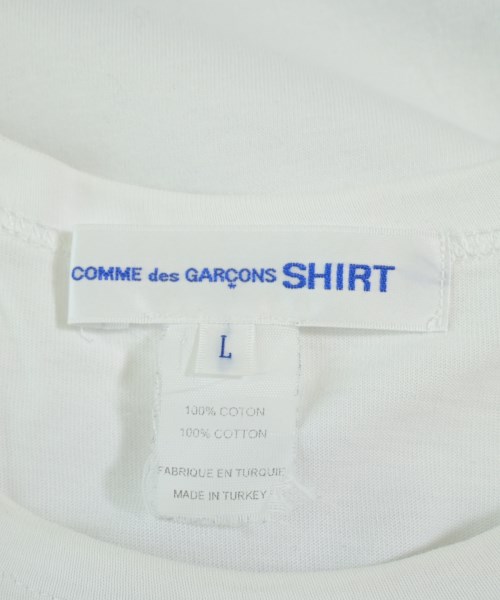 COMME des GARÇONS SHIRT
L
100% COTON
100% COTTON
FABRIQUE EN TURQUIE
MADE IN TURKEY